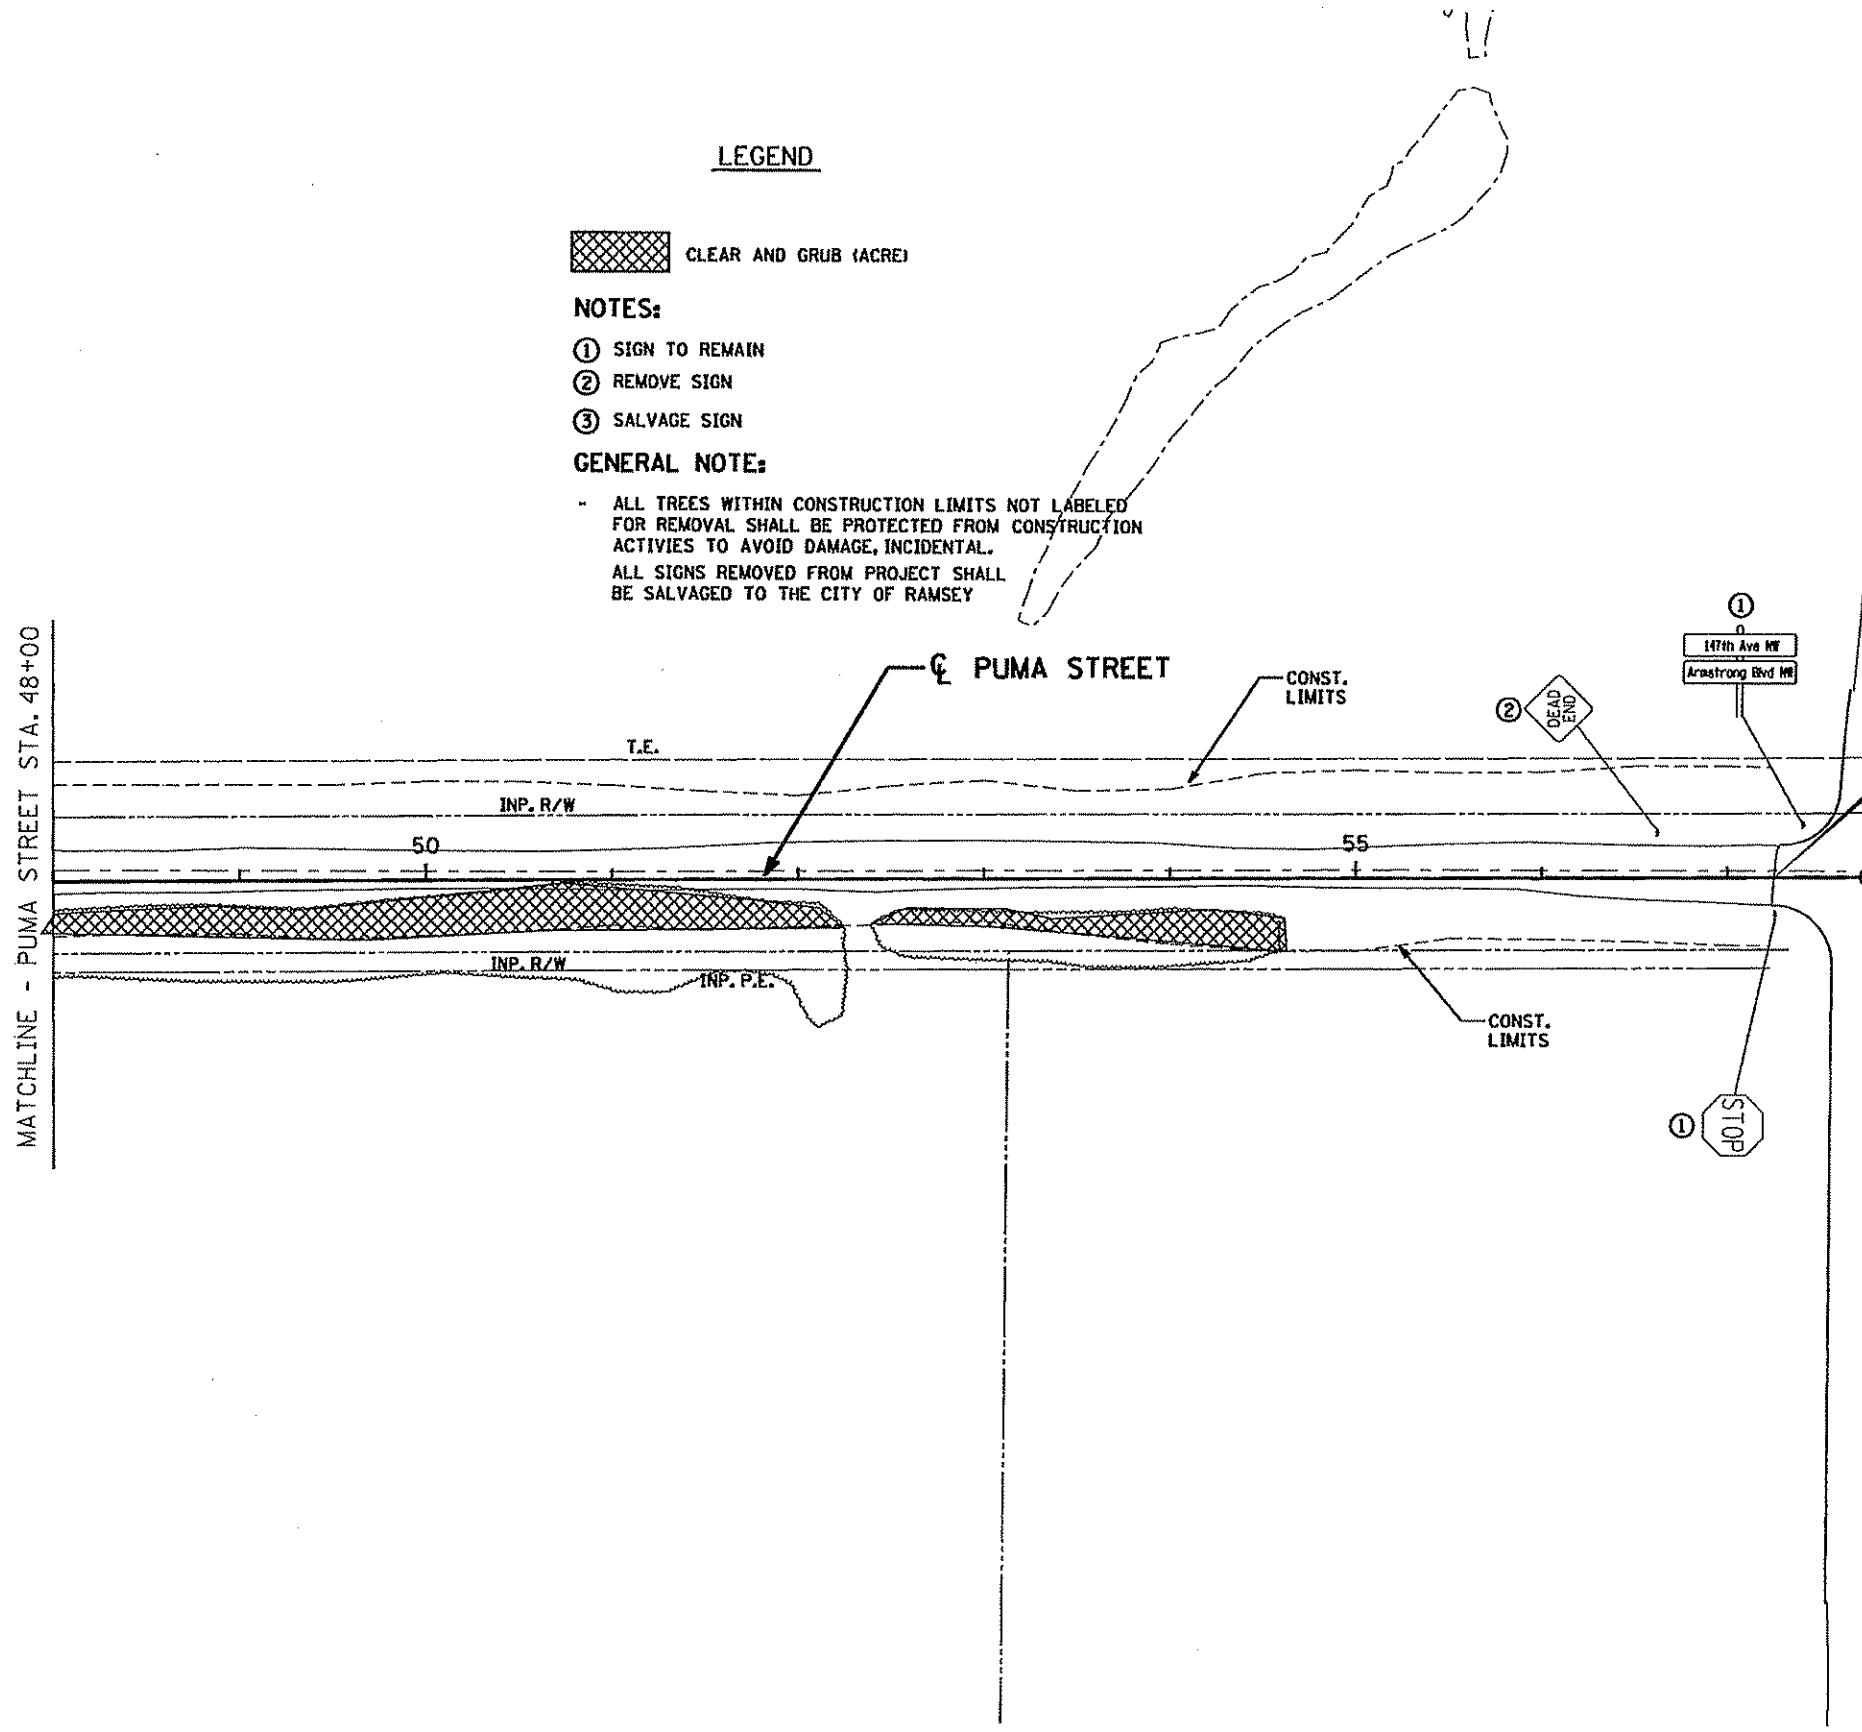 LEGEND
CLEAR AND GRUB (ACRE)
NOTES:
① SIGN TO REMAIN
② REMOVE SIGN
③ SALVAGE SIGN
GENERAL NOTE:
- ALL TREES WITHIN CONSTRUCTION LIMITS NOT LABELED
FOR REMOVAL SHALL BE PROTECTED FROM CONSTRUCTION
ACTIVIES TO AVOID DAMAGE, INCIDENTAL.
ALL SIGNS REMOVED FROM PROJECT SHALL
BE SALVAGED TO THE CITY OF RAMSEY
MATCHLINE - PUMA STREET STA. 48+00
℄ PUMA STREET
CONST.
LIMITS
①
147th Ave NW
Armstrong Blvd NW
②
DEAD
END
T.E.
INP. R/W
50
55
INP. R/W
INP. P.E.
CONST.
LIMITS
①
STOP